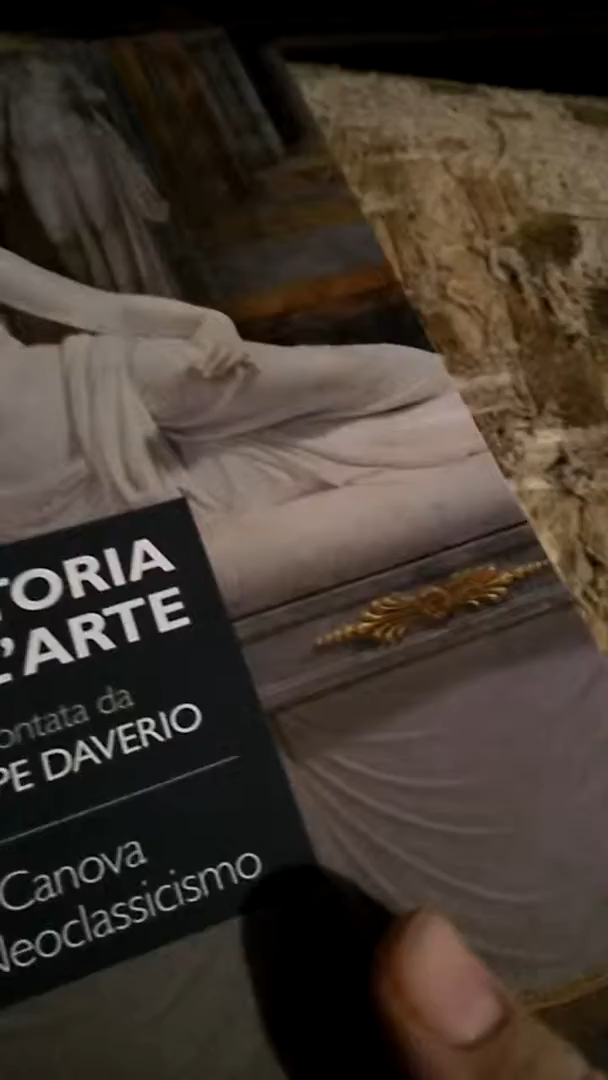 TORIA
L'ARTE
ontata da
PE DAVERIO
Canova
Neoclassicismo